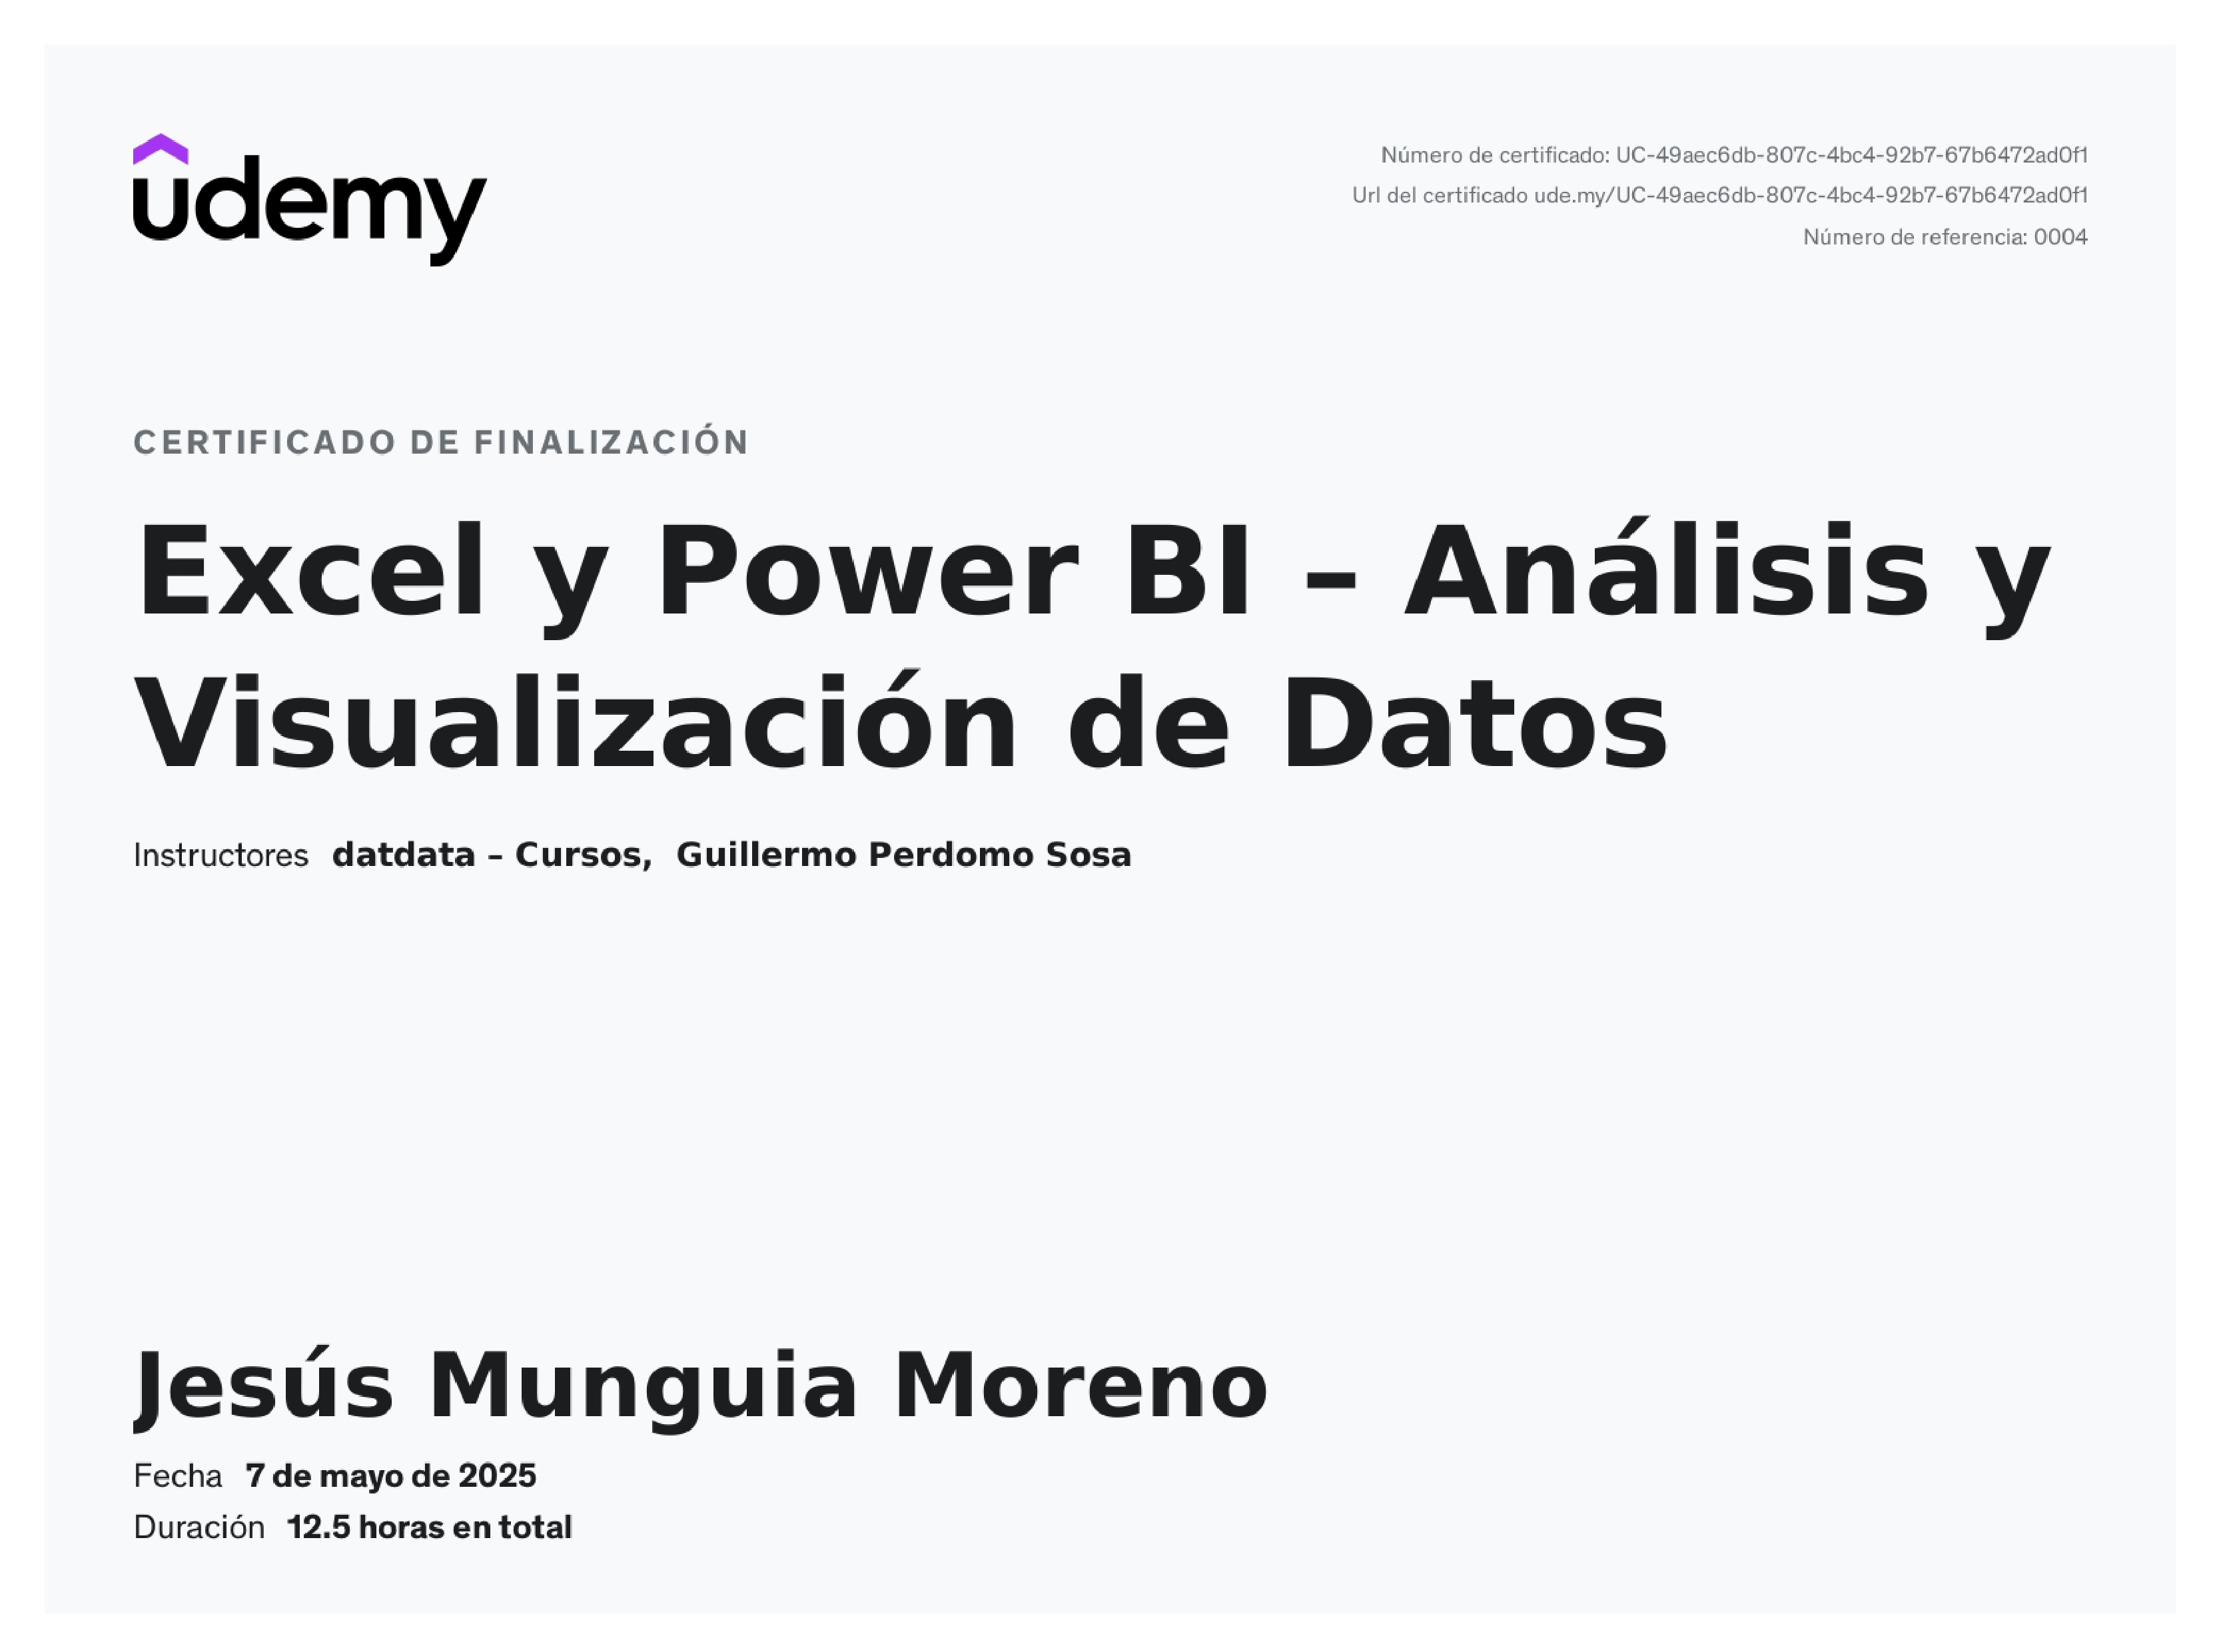 udemy
Número de certificado: UC-49aec6db-807c-4bc4-92b7-67b6472ad0f1
Url del certificado ude.my/UC-49aec6db-807c-4bc4-92b7-67b6472ad0f1
Número de referencia: 0004
CERTIFICADO DE FINALIZACIÓN
Excel y Power BI – Análisis y
Visualización de Datos
Instructores datdata – Cursos, Guillermo Perdomo Sosa
Jesús Munguia Moreno
Fecha 7 de mayo de 2025
Duración 12.5 horas en total